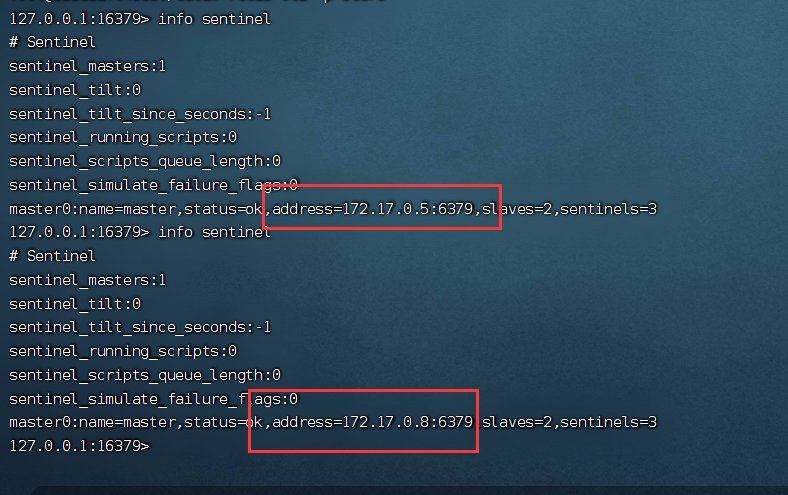 127.0.0.1:16379> info sentinel
# Sentinel
sentinel_masters:1
sentinel_tilt:0
sentinel_tilt_since_seconds:-1
sentinel_running_scripts:0
sentinel_scripts_queue_length:0
sentinel_simulate_failure_flags:0
master0:name=master,status=ok,address=172.17.0.5:6379,slaves=2,sentinels=3
127.0.0.1:16379> info sentinel
# Sentinel
sentinel_masters:1
sentinel_tilt:0
sentinel_tilt_since_seconds:-1
sentinel_running_scripts:0
sentinel_scripts_queue_length:0
sentinel_simulate_failure_flags:0
master0:name=master,status=ok,address=172.17.0.8:6379,slaves=2,sentinels=3
127.0.0.1:16379>